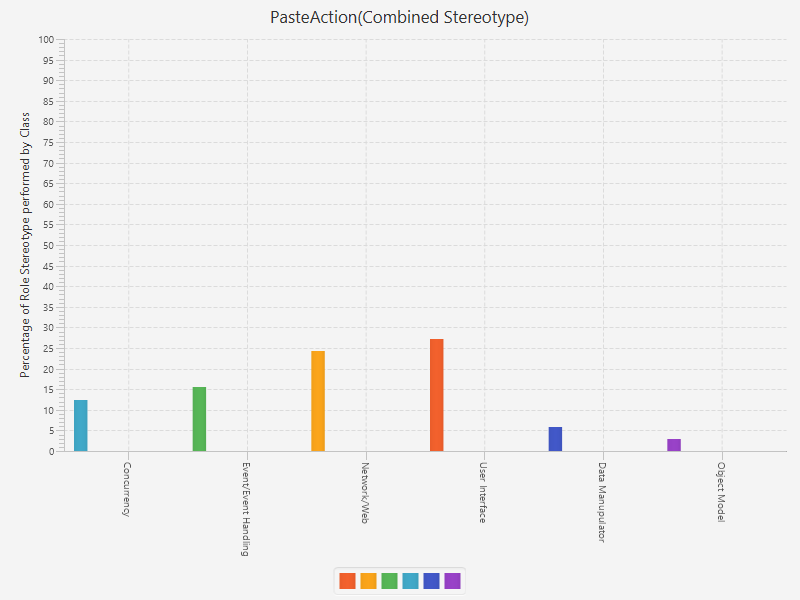 PasteAction(Combined Stereotype)
Percentage of Role Stereotype performed by Class
100
95
90
85
80
75
70
65
60
55
50
45
40
35
30
25
20
15
10
5
0
Concurrency
Event/Event Handling
Network/Web
User Interface
Data Manupulator
Object Model